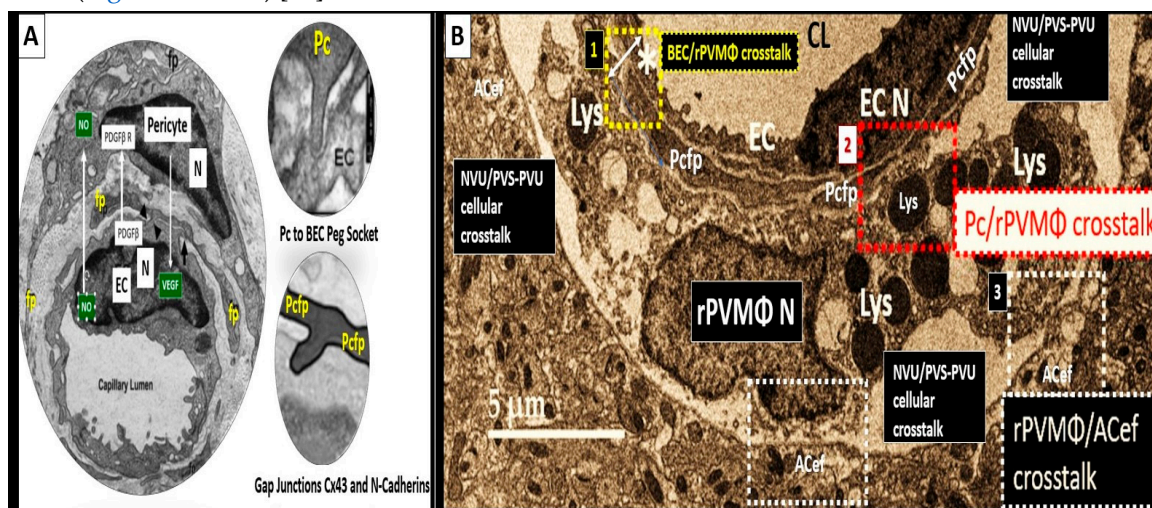 A
fp
NO
PDGFβ R
Pericyte
N
fp
PDGFβ
N
EC
NO
VEGF
fp
fp
Capillary Lumen
Pc
EC
Pc to BEC Peg Socket
Pcfp
Pcfp
Gap Junctions Cx43 and N-Cadherins
B
1
*
BEC/rPVMΦ crosstalk
CL
NVU/PVS-PVU
cellular
crosstalk
ACef
Lys
Pcfp
EC
EC N
Pcfp
2
Pcfp
Lys
Lys
NVU/PVS-PVU
cellular
crosstalk
Pc/rPVMΦ crosstalk
rPVMΦ N
Lys
3
NVU/PVS-PVU
cellular
crosstalk
ACef
5 µm
ACef
rPVMΦ/ACef
crosstalk